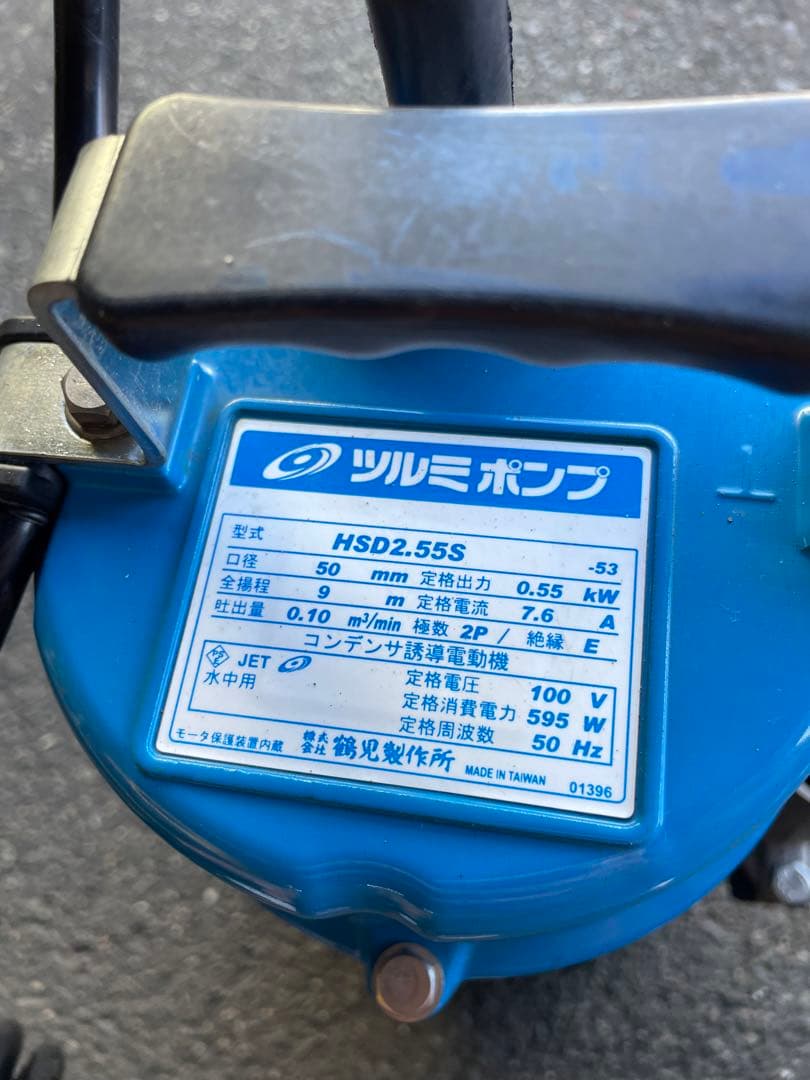 ツルミポンプ
型式 HSD2.55S -53
口径 50 mm 定格出力 0.55 kW
全揚程 9 m 定格電流 7.6 A
吐出量 0.10 m³/min 極数 2P / 絶縁 E
コンデンサ誘導電動機
PSE JET 定格電圧 100 V
水中用 定格消費電力 595 W
定格周波数 50 Hz
モータ保護装置内蔵 株式会社 鶴見製作所 MADE IN TAIWAN 01396